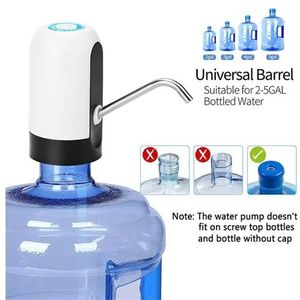 Universal Barrel
Suitable for 2-5GAL
Bottled Water
Note: The water pump doesn't
fit on screw top bottles
and bottle without cap